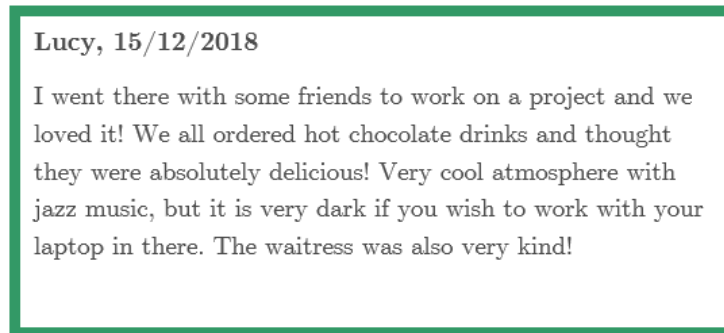 Lucy, 15/12/2018
I went there with some friends to work on a project and we
loved it! We all ordered hot chocolate drinks and thought
they were absolutely delicious! Very cool atmosphere with
jazz music, but it is very dark if you wish to work with your
laptop in there. The waitress was also very kind!